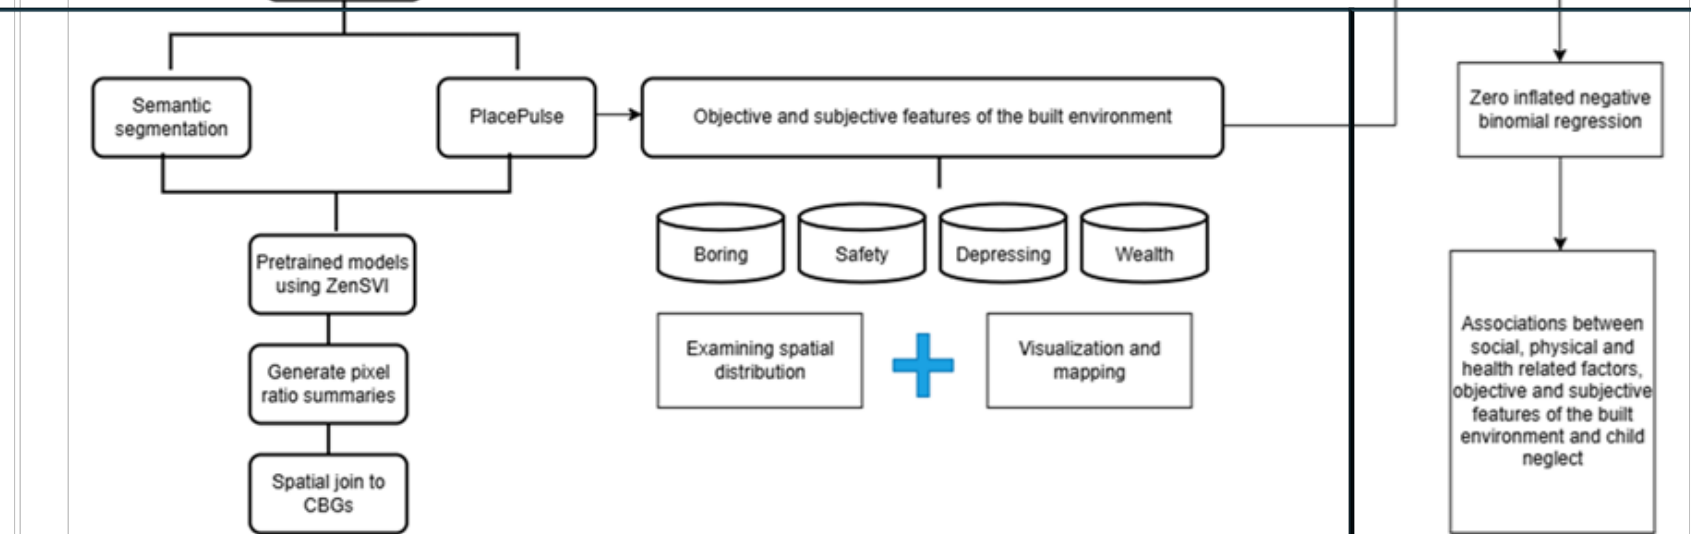 Semantic
segmentation
PlacePulse
Objective and subjective features of the built environment
Zero inflated negative
binomial regression
Pretrained models
using ZenSVI
Boring
Safety
Depressing
Wealth
Generate pixel
ratio summaries
Examining spatial
distribution
Visualization and
mapping
Spatial join to
CBGs
Associations between
social, physical and
health related factors,
objective and subjective
features of the built
environment and child
neglect